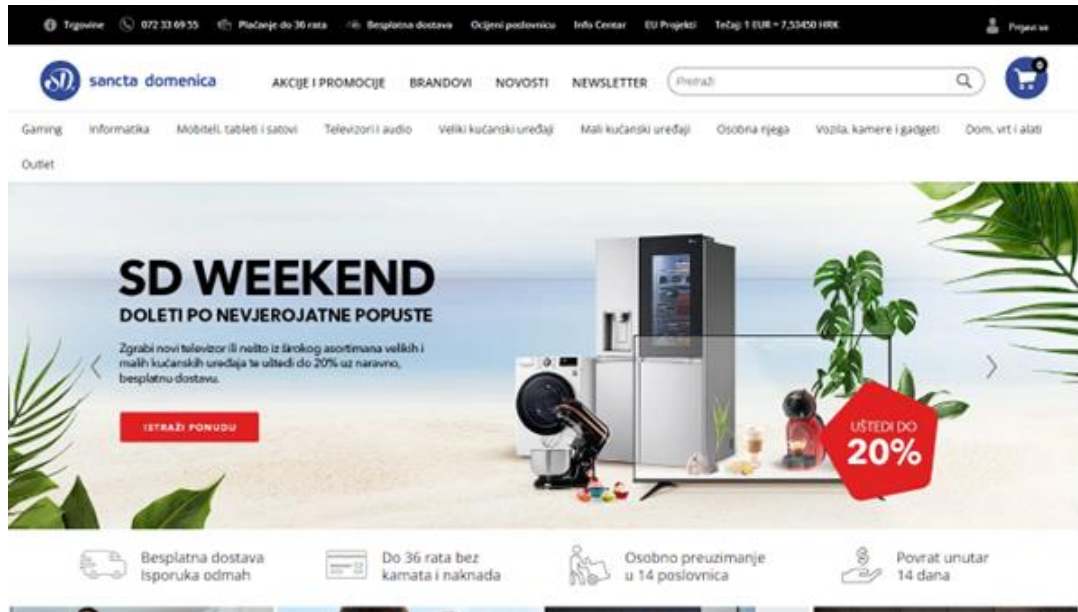 Trgovine 072 33 69 55 Plaćanje do 36 rata Besplatna dostava Ocijeni poslovnicu Info Centar EU Projekti Tečaj: 1 EUR = 7,53450 HRK Prijavi se
SD. sancta domenica AKCIJE I PROMOCIJE BRANDOVI NOVOSTI NEWSLETTER Pretraži 0
Gaming Informatika Mobiteli, tableti i satovi Televizori i audio Veliki kućanski uređaji Mali kućanski uređaji Osobna njega Vozila, kamere i gadgeti Dom, vrt i alati
Outlet
SD WEEKEND
DOLETI PO NEVJEROJATNE POPUSTE
Zgrabi novi televizor ili nešto iz širokog asortimana velikih i
malih kućanskih uređaja te uštedi do 20% uz naravno,
besplatnu dostavu.
ISTRAŽI PONUDU
UŠTEDI DO
20%
Besplatna dostava
Isporuka odmah
Do 36 rata bez
kamata i naknada
Osobno preuzimanje
u 14 poslovnica
Povrat unutar
14 dana